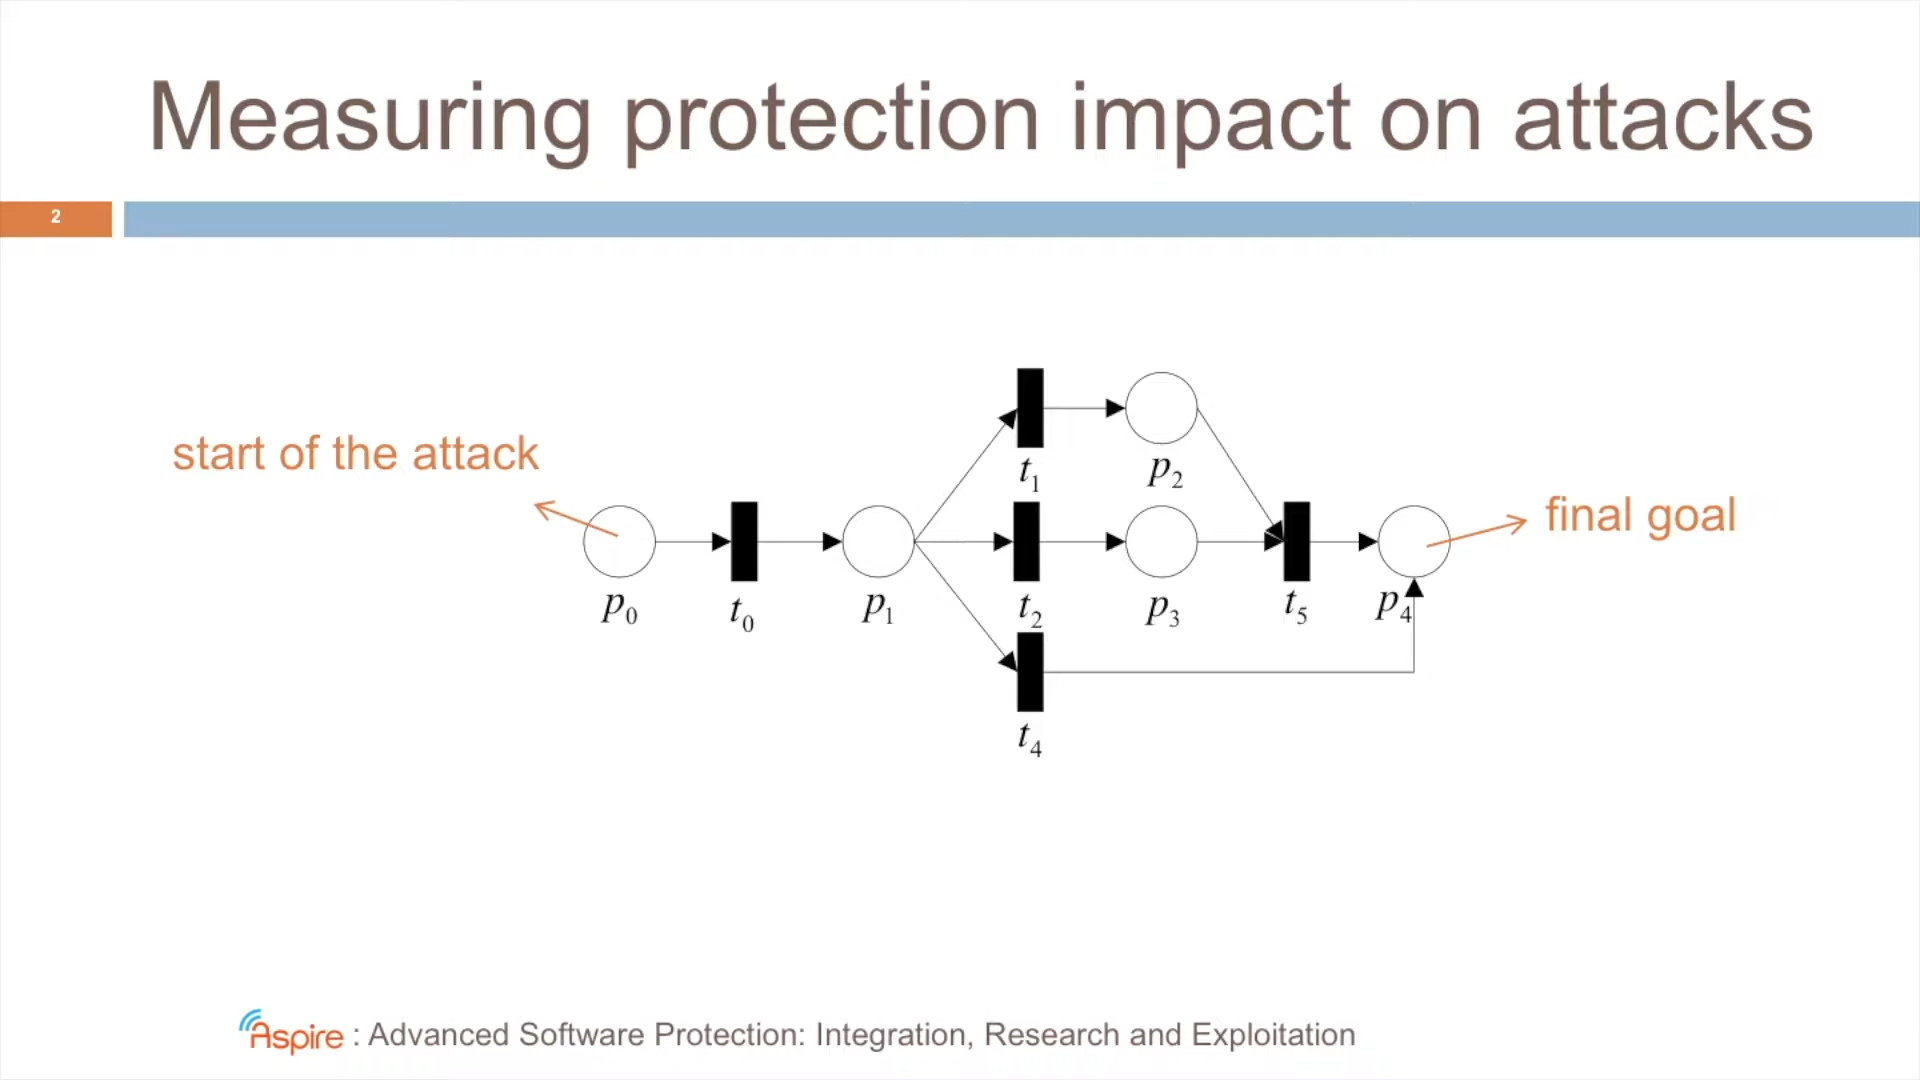 Measuring protection impact on attacks
2
start of the attack
final goal
t1
p2
p0
t0
p1
t2
p3
t5
p4
t4
Aspire : Advanced Software Protection: Integration, Research and Exploitation